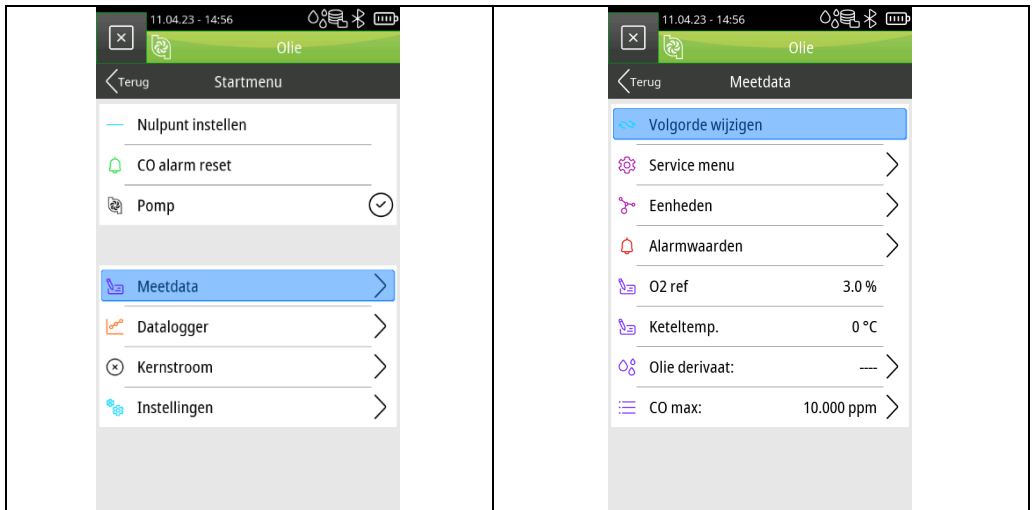 11.04.23 - 14:56
Olie
Terug Startmenu
Nulpunt instellen
CO alarm reset
Pomp
Meetdata
Datalogger
Kernstroom
Instellingen
11.04.23 - 14:56
Olie
Terug Meetdata
Volgorde wijzigen
Service menu
Eenheden
Alarmwaarden
O2 ref 3.0 %
Keteltemp. 0 °C
Olie derivaat: ----
CO max: 10.000 ppm